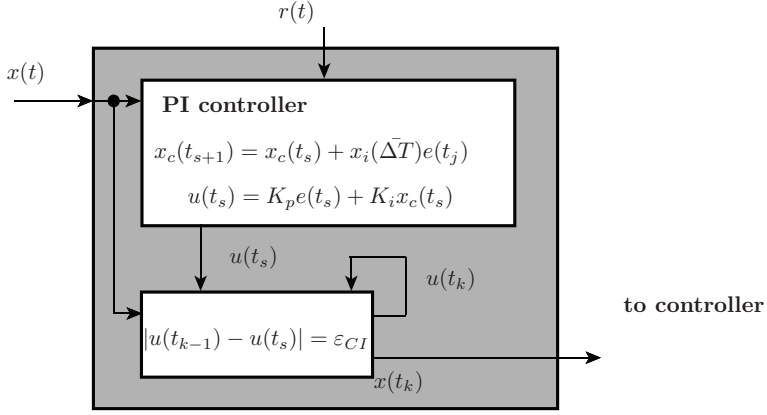 r(t)
x(t)
PI controller
x_c(t_{s+1}) = x_c(t_s) + x_i(\bar{ΔT})e(t_j)
u(t_s) = K_p e(t_s) + K_i x_c(t_s)
u(t_s)
u(t_k)
to controller
|u(t_{k−1}) − u(t_s)| = ε_{CI}
x(t_k)